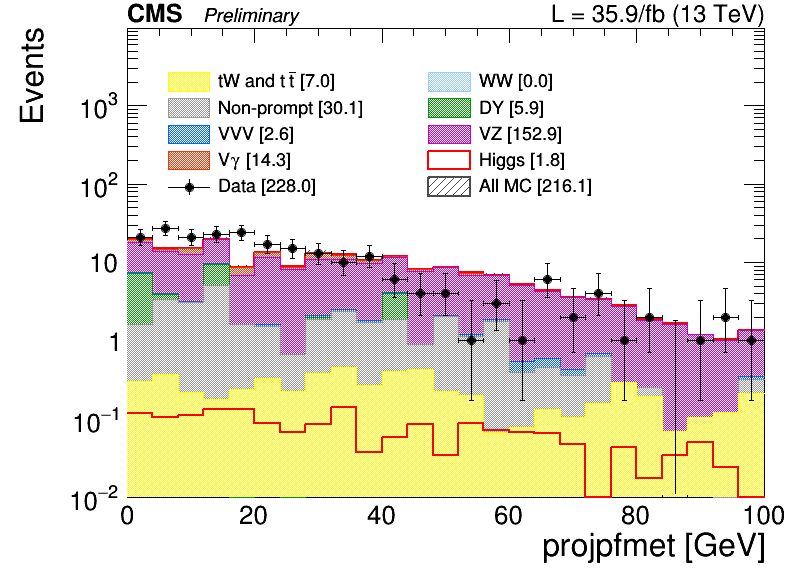 CMS Preliminary L = 35.9/fb (13 TeV)
Events
tW and t t̅ [7.0] WW [0.0]
Non-prompt [30.1] DY [5.9]
VVV [2.6] VZ [152.9]
Vγ [14.3] Higgs [1.8]
Data [228.0] All MC [216.1]
10³
10²
10
1
10⁻¹
10⁻²
0 20 40 60 80 100
projpfmet [GeV]